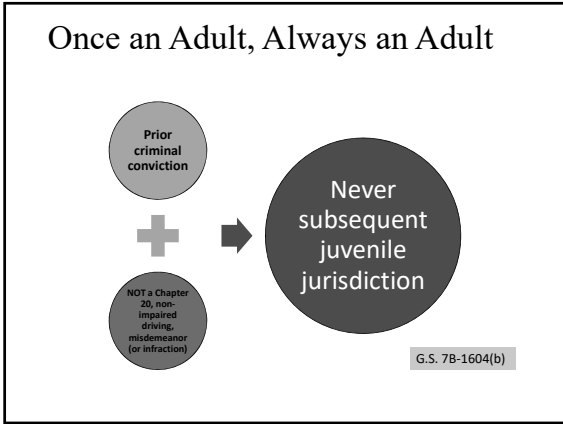 Once an Adult, Always an Adult
Prior
criminal
conviction
NOT a Chapter
20, non-
impaired
driving,
misdemeanor
(or infraction)
Never
subsequent
juvenile
jurisdiction
G.S. 7B-1604(b)